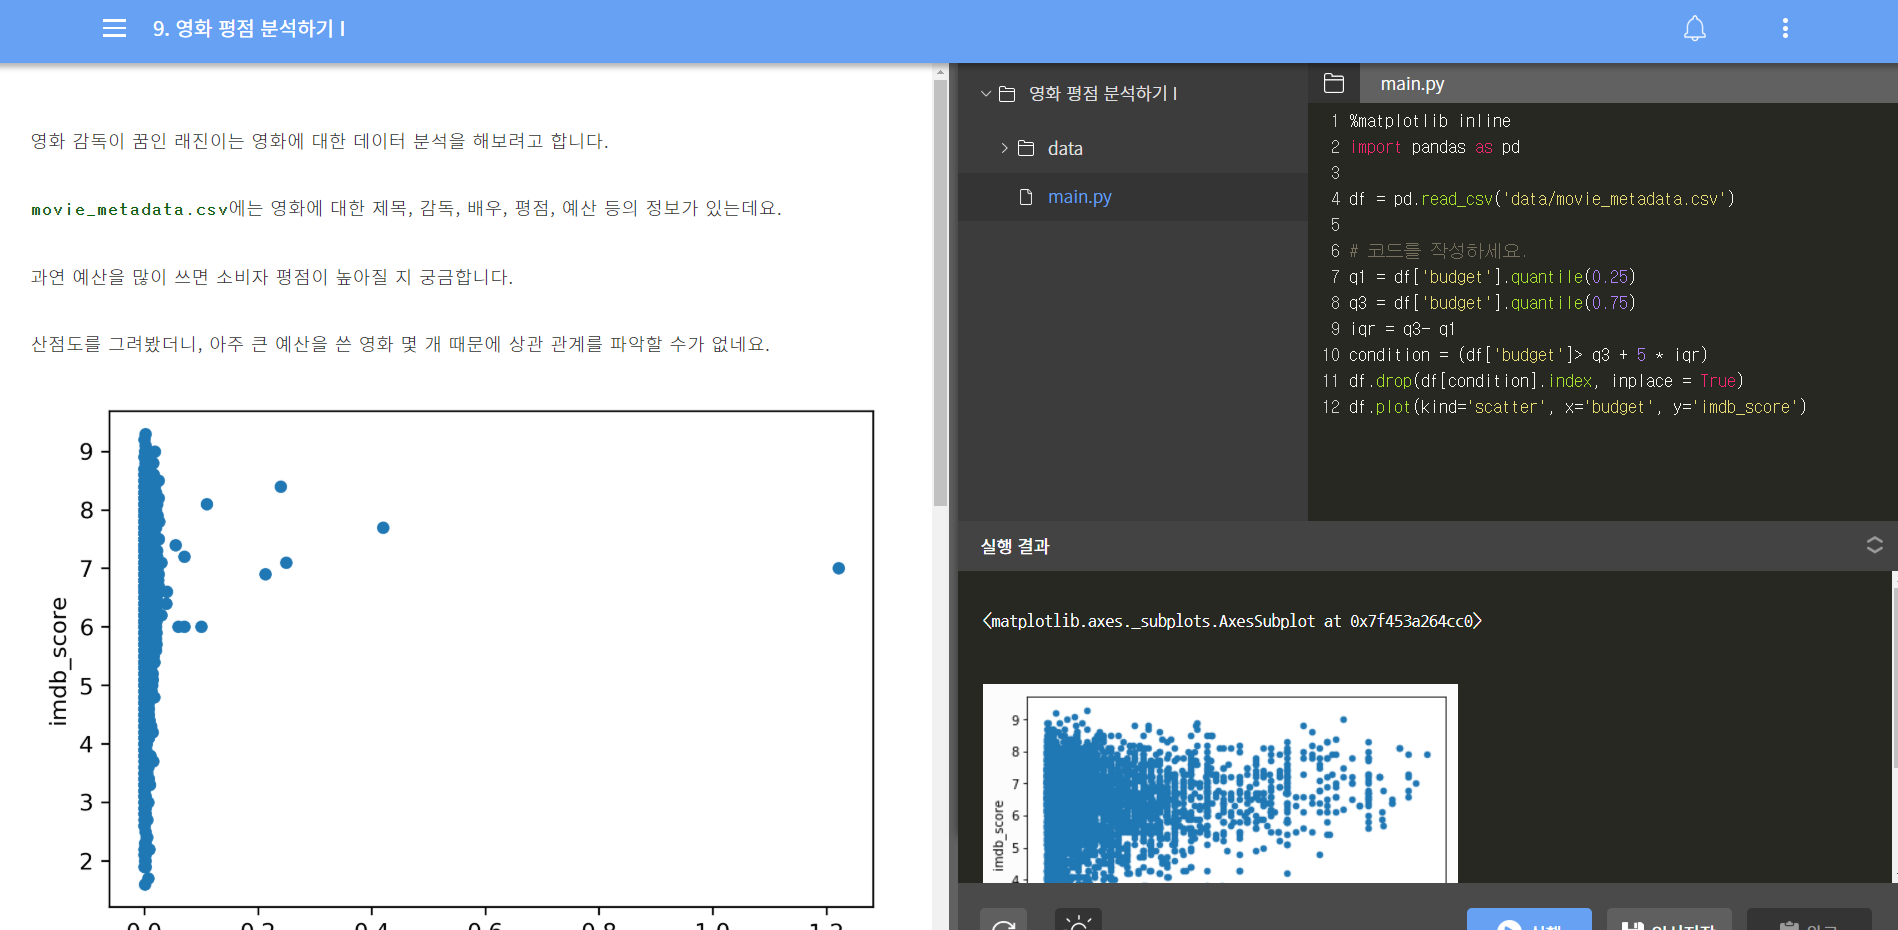 9. 영화 평점 분석하기 I
영화 감독이 꿈인 래진이는 영화에 대한 데이터 분석을 해보려고 합니다.
movie_metadata.csv에는 영화에 대한 제목, 감독, 배우, 평점, 예산 등의 정보가 있는데요.
과연 예산을 많이 쓰면 소비자 평점이 높아질 지 궁금합니다.
산점도를 그려봤더니, 아주 큰 예산을 쓴 영화 몇 개 때문에 상관 관계를 파악할 수가 없네요.
9
8
7
6
5
4
3
2
imdb_score
0.0 0.2 0.4 0.6 0.8 1.0 1.2
영화 평점 분석하기 I
data
main.py
main.py
1 %matplotlib inline
2 import pandas as pd
3
4 df = pd.read_csv('data/movie_metadata.csv')
5
6 # 코드를 작성하세요.
7 q1 = df['budget'].quantile(0.25)
8 q3 = df['budget'].quantile(0.75)
9 iqr = q3- q1
10 condition = (df['budget']> q3 + 5 * iqr)
11 df.drop(df[condition].index, inplace = True)
12 df.plot(kind='scatter', x='budget', y='imdb_score')
실행 결과
<matplotlib.axes._subplots.AxesSubplot at 0x7f453a264cc0>
9
8
7
6
5
4
imdb_score